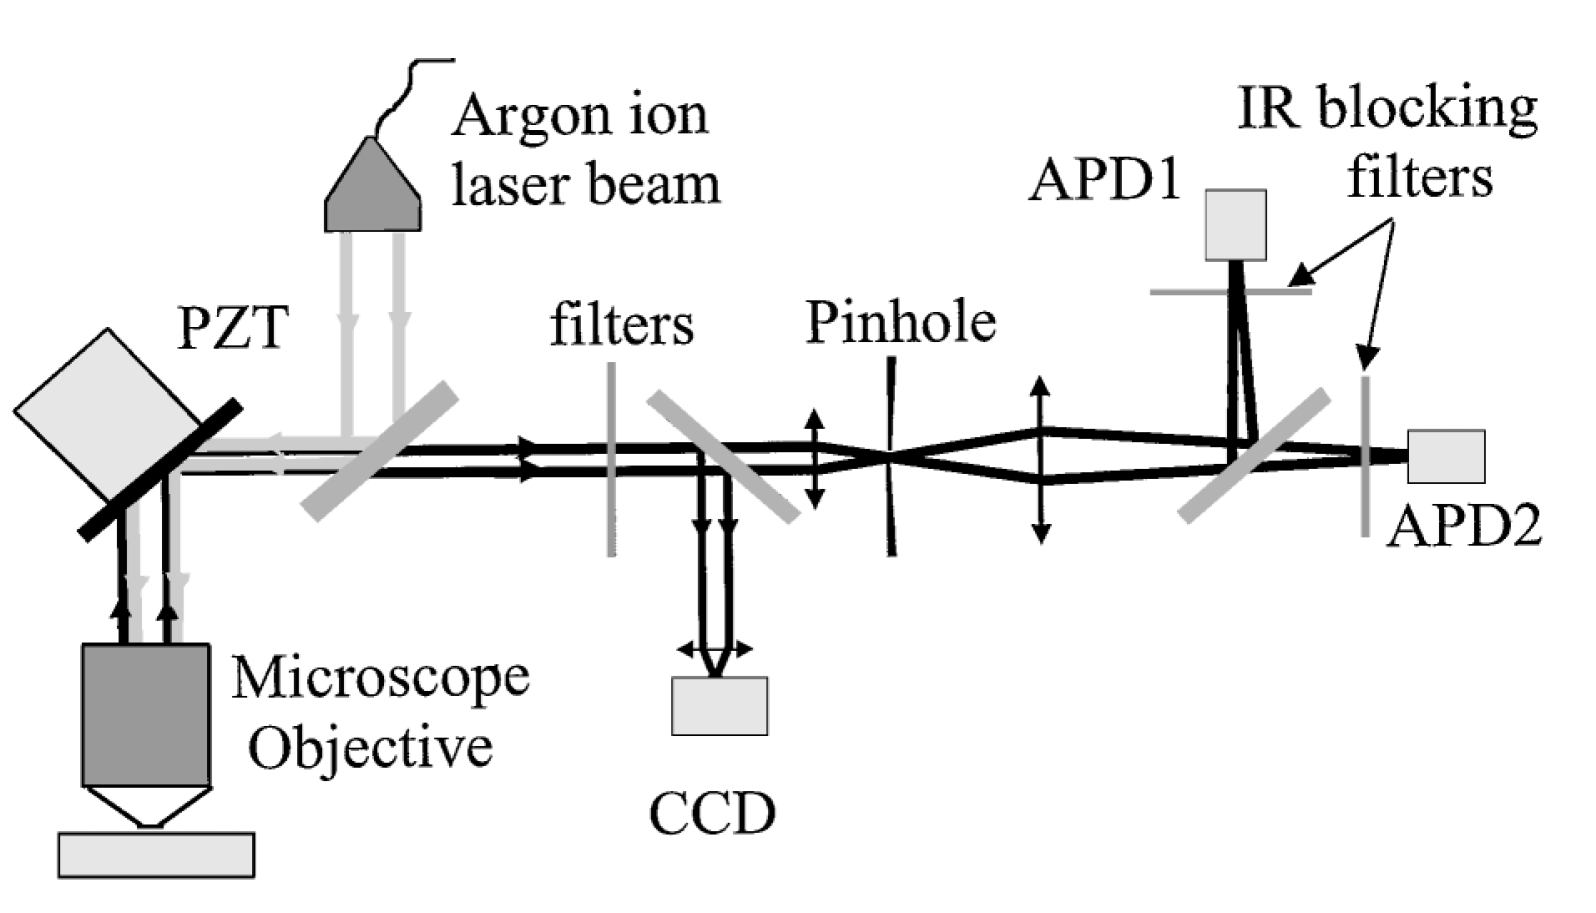 Argon ion
laser beam
IR blocking
filters
APD1
PZT
filters
Pinhole
APD2
Microscope
Objective
CCD